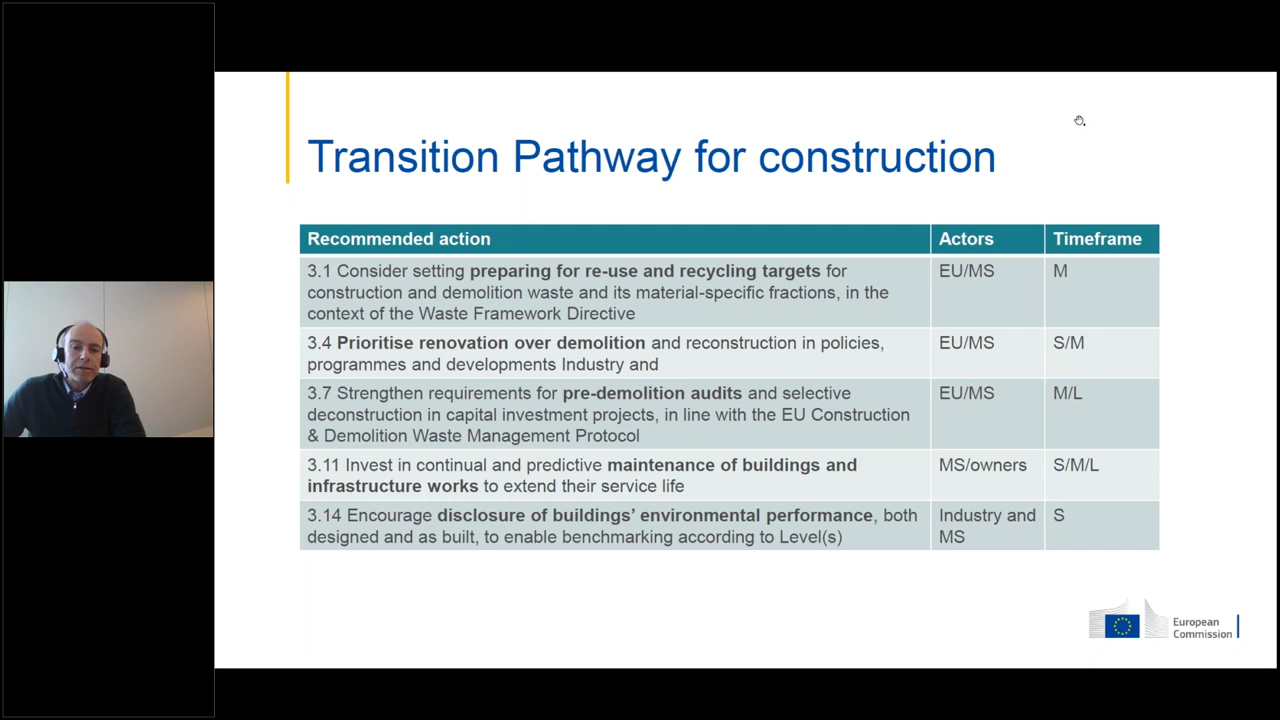 Transition Pathway for construction
Recommended action Actors Timeframe
3.1 Consider setting preparing for re-use and recycling targets for EU/MS M
construction and demolition waste and its material-specific fractions, in the
context of the Waste Framework Directive
3.4 Prioritise renovation over demolition and reconstruction in policies, EU/MS S/M
programmes and developments Industry and
3.7 Strengthen requirements for pre-demolition audits and selective EU/MS M/L
deconstruction in capital investment projects, in line with the EU Construction
& Demolition Waste Management Protocol
3.11 Invest in continual and predictive maintenance of buildings and MS/owners S/M/L
infrastructure works to extend their service life
3.14 Encourage disclosure of buildings’ environmental performance, both Industry and S
designed and as built, to enable benchmarking according to Level(s) MS
European
Commission